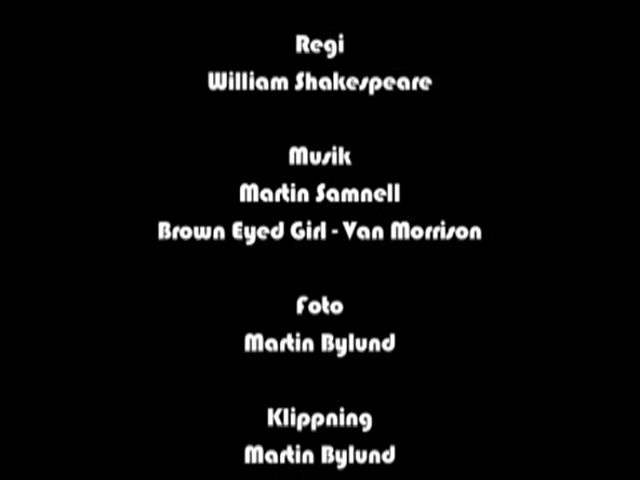 Regi
William Shakespeare
Musik
Martin Samnell
Brown Eyed Girl - Van Morrison
Foto
Martin Bylund
Klippning
Martin Bylund